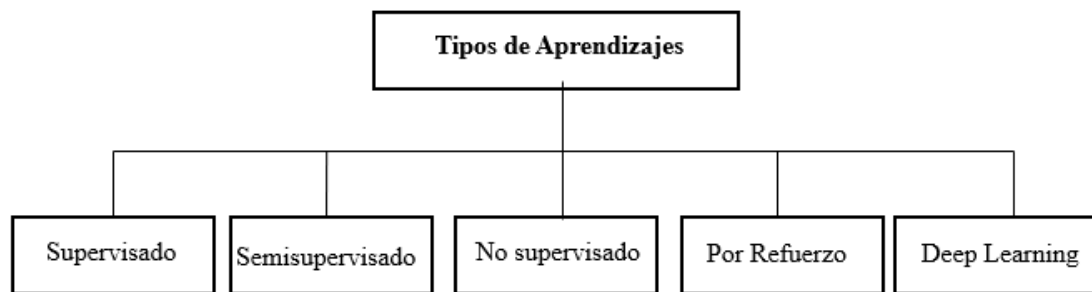 Tipos de Aprendizajes
Supervisado
Semisupervisado
No supervisado
Por Refuerzo
Deep Learning